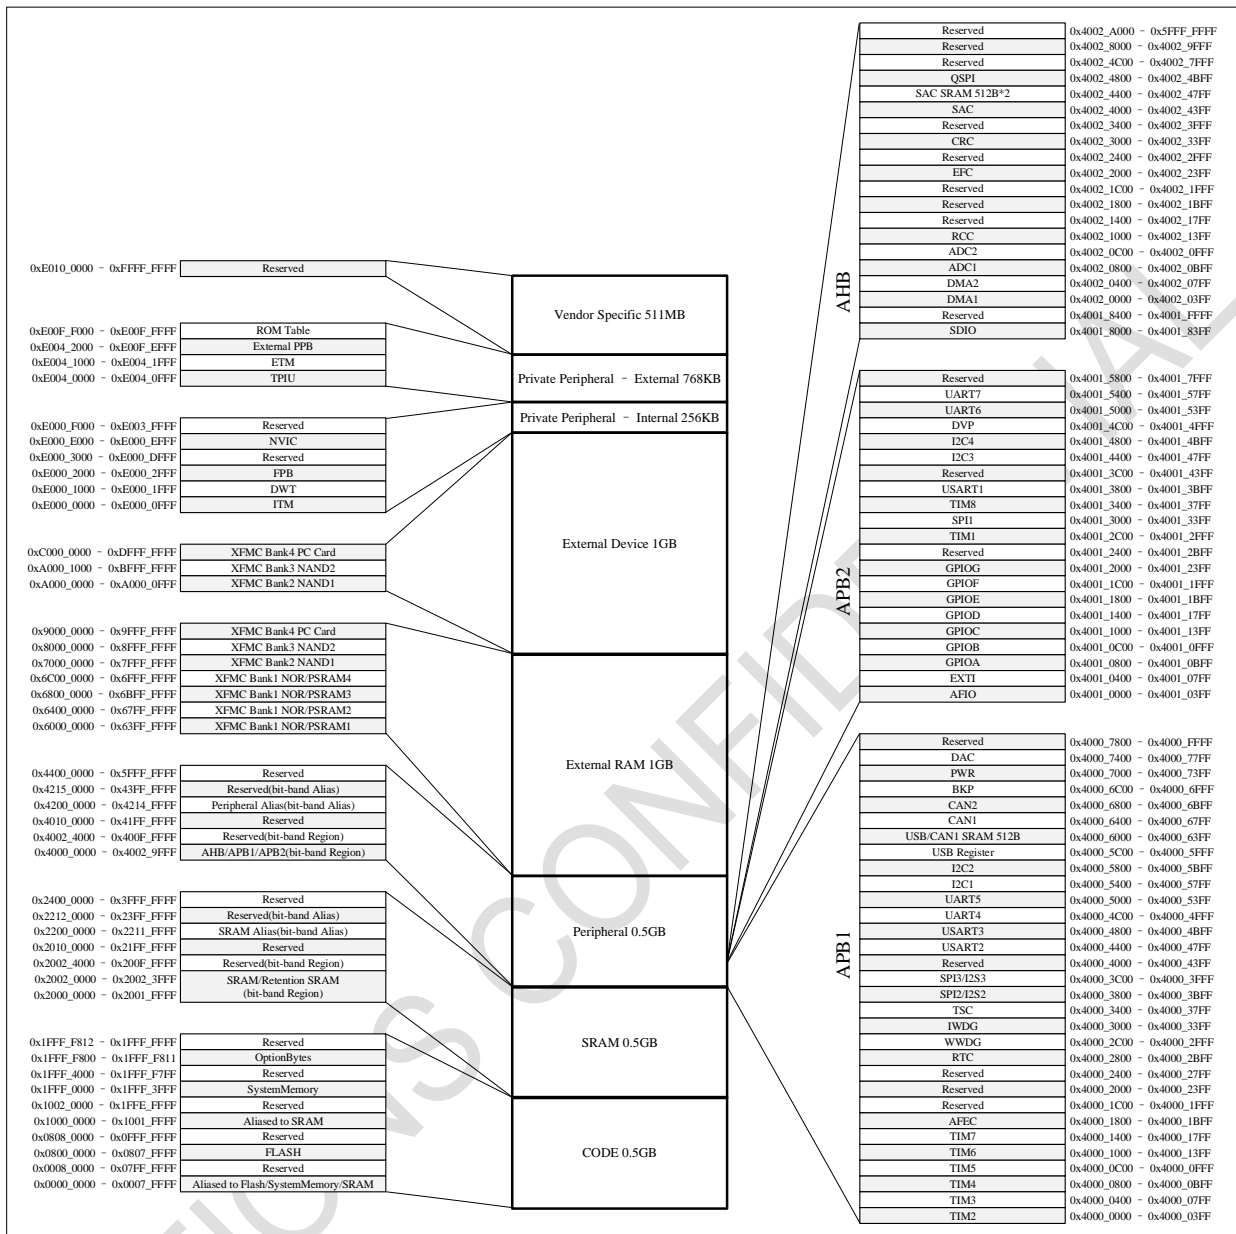 0xE010_0000 - 0xFFFF_FFFF Reserved
0xE00F_F000 - 0xE00F_FFFF ROM Table
0xE004_2000 - 0xE00F_EFFF External PPB
0xE004_1000 - 0xE004_1FFF ETM
0xE004_0000 - 0xE004_0FFF TPIU
0xE000_F000 - 0xE003_FFFF Reserved
0xE000_E000 - 0xE000_EFFF NVIC
0xE000_3000 - 0xE000_DFFF Reserved
0xE000_2000 - 0xE000_2FFF FPB
0xE000_1000 - 0xE000_1FFF DWT
0xE000_0000 - 0xE000_0FFF ITM
0xC000_0000 - 0xDFFF_FFFF XFMC Bank4 PC Card
0xA000_1000 - 0xBFFF_FFFF XFMC Bank3 NAND2
0xA000_0000 - 0xA000_0FFF XFMC Bank2 NAND1
0x9000_0000 - 0x9FFF_FFFF XFMC Bank4 PC Card
0x8000_0000 - 0x8FFF_FFFF XFMC Bank3 NAND2
0x7000_0000 - 0x7FFF_FFFF XFMC Bank2 NAND1
0x6C00_0000 - 0x6FFF_FFFF XFMC Bank1 NOR/PSRAM4
0x6800_0000 - 0x6BFF_FFFF XFMC Bank1 NOR/PSRAM3
0x6400_0000 - 0x67FF_FFFF XFMC Bank1 NOR/PSRAM2
0x6000_0000 - 0x63FF_FFFF XFMC Bank1 NOR/PSRAM1
0x4400_0000 - 0x5FFF_FFFF Reserved
0x4215_0000 - 0x43FF_FFFF Reserved(bit-band Alias)
0x4200_0000 - 0x4214_FFFF Peripheral Alias(bit-band Alias)
0x4010_0000 - 0x41FF_FFFF Reserved
0x4002_4000 - 0x400F_FFFF Reserved(bit-band Region)
0x4000_0000 - 0x4002_9FFF AHB/APB1/APB2(bit-band Region)
0x2400_0000 - 0x3FFF_FFFF Reserved
0x2212_0000 - 0x23FF_FFFF Reserved(bit-band Alias)
0x2200_0000 - 0x2211_FFFF SRAM Alias(bit-band Alias)
0x2010_0000 - 0x21FF_FFFF Reserved
0x2002_4000 - 0x200F_FFFF Reserved(bit-band Region)
0x2002_0000 - 0x2002_3FFF SRAM/Retention SRAM
0x2000_0000 - 0x2001_FFFF (bit-band Region)
0x1FFF_F812 - 0x1FFF_FFFF Reserved
0x1FFF_F800 - 0x1FFF_F811 OptionBytes
0x1FFF_4000 - 0x1FFF_F7FF Reserved
0x1FFF_0000 - 0x1FFF_3FFF SystemMemory
0x1002_0000 - 0x1FFE_FFFF Reserved
0x1000_0000 - 0x1001_FFFF Aliased to SRAM
0x0808_0000 - 0x0FFF_FFFF Reserved
0x0800_0000 - 0x0807_FFFF FLASH
0x0008_0000 - 0x07FF_FFFF Reserved
0x0000_0000 - 0x0007_FFFF Aliased to Flash/SystemMemory/SRAM
Vendor Specific 511MB
Private Peripheral - External 768KB
Private Peripheral - Internal 256KB
External Device 1GB
External RAM 1GB
Peripheral 0.5GB
SRAM 0.5GB
CODE 0.5GB
AHB
Reserved 0x4002_A000 - 0x5FFF_FFFF
Reserved 0x4002_8000 - 0x4002_9FFF
Reserved 0x4002_4C00 - 0x4002_7FFF
QSPI 0x4002_4800 - 0x4002_4BFF
SAC SRAM 512B*2 0x4002_4400 - 0x4002_47FF
SAC 0x4002_4000 - 0x4002_43FF
Reserved 0x4002_3400 - 0x4002_3FFF
CRC 0x4002_3000 - 0x4002_33FF
Reserved 0x4002_2400 - 0x4002_2FFF
EFC 0x4002_2000 - 0x4002_23FF
Reserved 0x4002_1C00 - 0x4002_1FFF
Reserved 0x4002_1800 - 0x4002_1BFF
Reserved 0x4002_1400 - 0x4002_17FF
RCC 0x4002_1000 - 0x4002_13FF
ADC2 0x4002_0C00 - 0x4002_0FFF
ADC1 0x4002_0800 - 0x4002_0BFF
DMA2 0x4002_0400 - 0x4002_07FF
DMA1 0x4002_0000 - 0x4002_03FF
Reserved 0x4001_8400 - 0x4001_FFFF
SDIO 0x4001_8000 - 0x4001_83FF
APB2
Reserved 0x4001_5800 - 0x4001_7FFF
UART7 0x4001_5400 - 0x4001_57FF
UART6 0x4001_5000 - 0x4001_53FF
DVP 0x4001_4C00 - 0x4001_4FFF
I2C4 0x4001_4800 - 0x4001_4BFF
I2C3 0x4001_4400 - 0x4001_47FF
Reserved 0x4001_3C00 - 0x4001_43FF
USART1 0x4001_3800 - 0x4001_3BFF
TIM8 0x4001_3400 - 0x4001_37FF
SPI1 0x4001_3000 - 0x4001_33FF
TIM1 0x4001_2C00 - 0x4001_2FFF
Reserved 0x4001_2400 - 0x4001_2BFF
GPIOG 0x4001_2000 - 0x4001_23FF
GPIOF 0x4001_1C00 - 0x4001_1FFF
GPIOE 0x4001_1800 - 0x4001_1BFF
GPIOD 0x4001_1400 - 0x4001_17FF
GPIOC 0x4001_1000 - 0x4001_13FF
GPIOB 0x4001_0C00 - 0x4001_0FFF
GPIOA 0x4001_0800 - 0x4001_0BFF
EXTI 0x4001_0400 - 0x4001_07FF
AFIO 0x4001_0000 - 0x4001_03FF
APB1
Reserved 0x4000_7800 - 0x4000_FFFF
DAC 0x4000_7400 - 0x4000_77FF
PWR 0x4000_7000 - 0x4000_73FF
BKP 0x4000_6C00 - 0x4000_6FFF
CAN2 0x4000_6800 - 0x4000_6BFF
CAN1 0x4000_6400 - 0x4000_67FF
USB/CAN1 SRAM 512B 0x4000_6000 - 0x4000_63FF
USB Register 0x4000_5C00 - 0x4000_5FFF
I2C2 0x4000_5800 - 0x4000_5BFF
I2C1 0x4000_5400 - 0x4000_57FF
UART5 0x4000_5000 - 0x4000_53FF
UART4 0x4000_4C00 - 0x4000_4FFF
USART3 0x4000_4800 - 0x4000_4BFF
USART2 0x4000_4400 - 0x4000_47FF
Reserved 0x4000_4000 - 0x4000_43FF
SPI3/I2S3 0x4000_3C00 - 0x4000_3FFF
SPI2/I2S2 0x4000_3800 - 0x4000_3BFF
TSC 0x4000_3400 - 0x4000_37FF
IWDG 0x4000_3000 - 0x4000_33FF
WWDG 0x4000_2C00 - 0x4000_2FFF
RTC 0x4000_2800 - 0x4000_2BFF
Reserved 0x4000_2400 - 0x4000_27FF
Reserved 0x4000_2000 - 0x4000_23FF
Reserved 0x4000_1C00 - 0x4000_1FFF
AFEC 0x4000_1800 - 0x4000_1BFF
TIM7 0x4000_1400 - 0x4000_17FF
TIM6 0x4000_1000 - 0x4000_13FF
TIM5 0x4000_0C00 - 0x4000_0FFF
TIM4 0x4000_0800 - 0x4000_0BFF
TIM3 0x4000_0400 - 0x4000_07FF
TIM2 0x4000_0000 - 0x4000_03FF